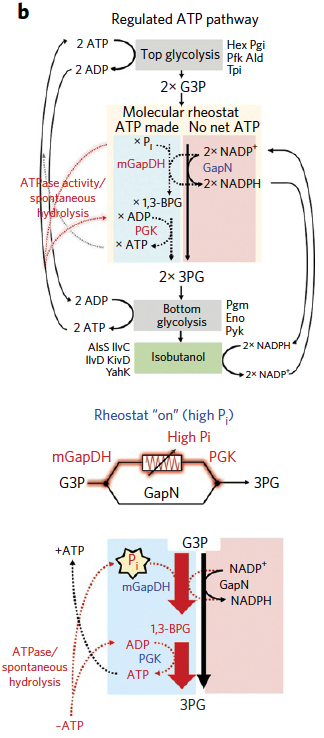 b
Regulated ATP pathway
2 ATP
2 ADP
Top glycolysis
Hex Pgi
Pfk Ald
Tpi
2× G3P
Molecular rheostat
ATP made
No net ATP
× Pi
mGapDH
2× NADP+
GapN
2× NADPH
× 1,3-BPG
× ADP
PGK
× ATP
ATPase activity/
spontaneous
hydrolysis
2× 3PG
2 ADP
2 ATP
Bottom
glycolysis
Pgm
Eno
Pyk
AlsS IlvC
IlvD KivD
YahK
Isobutanol
2× NADPH
2× NADP+
Rheostat "on" (high Pi)
High Pi
mGapDH
PGK
G3P
GapN
3PG
+ATP
G3P
Pi
mGapDH
NADP+
GapN
NADPH
1,3-BPG
ADP
PGK
ATP
ATPase/
spontaneous
hydrolysis
3PG
−ATP